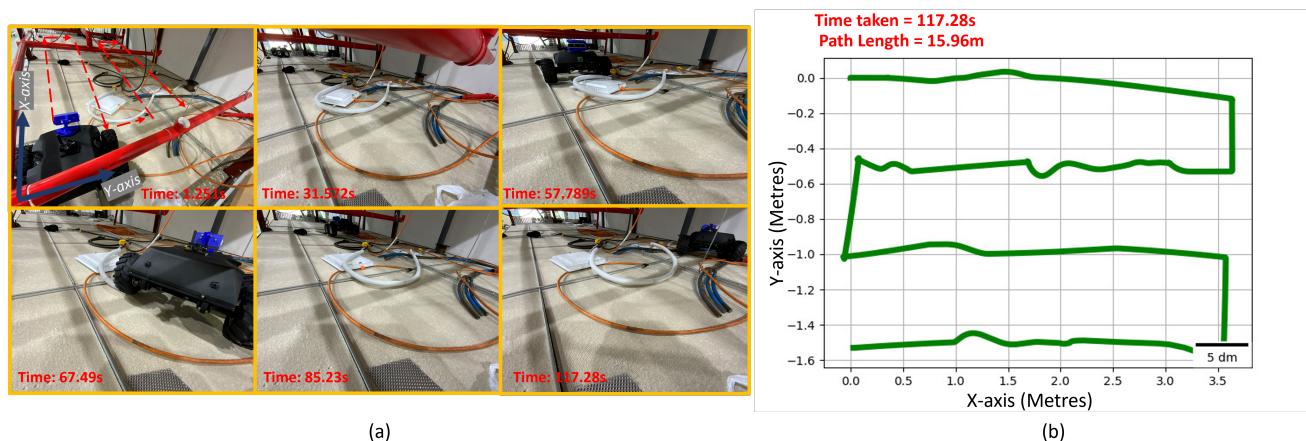 X-axis
Y-axis
Time: 1.251s
Time: 31.572s
Time: 57.789s
Time: 67.49s
Time: 85.23s
Time: 117.28s
(a)
Time taken = 117.28s
Path Length = 15.96m
0.0
−0.2
−0.4
−0.6
−0.8
−1.0
−1.2
−1.4
−1.6
Y-axis (Metres)
5 dm
0.0 0.5 1.0 1.5 2.0 2.5 3.0 3.5
X-axis (Metres)
(b)